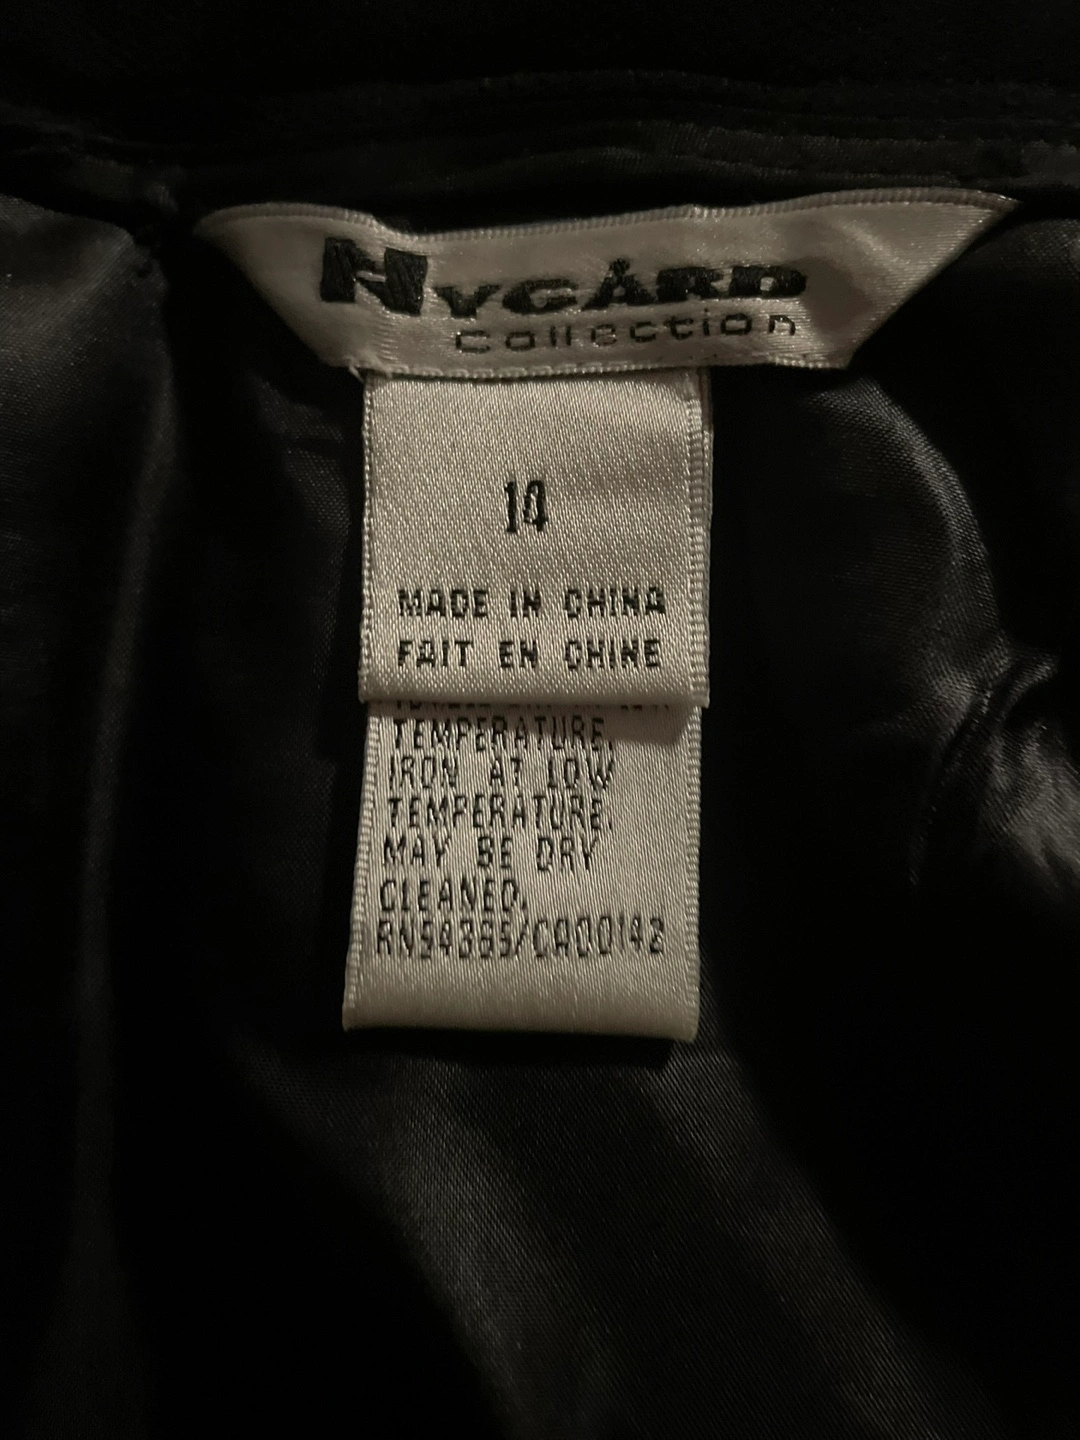 NYGÅRD
Collection
14
MADE IN CHINA
FAIT EN CHINE
TEMPERATURE.
IRON AT LOW
TEMPERATURE.
MAY BE DRY
CLEANED.
RN94365/CA00142